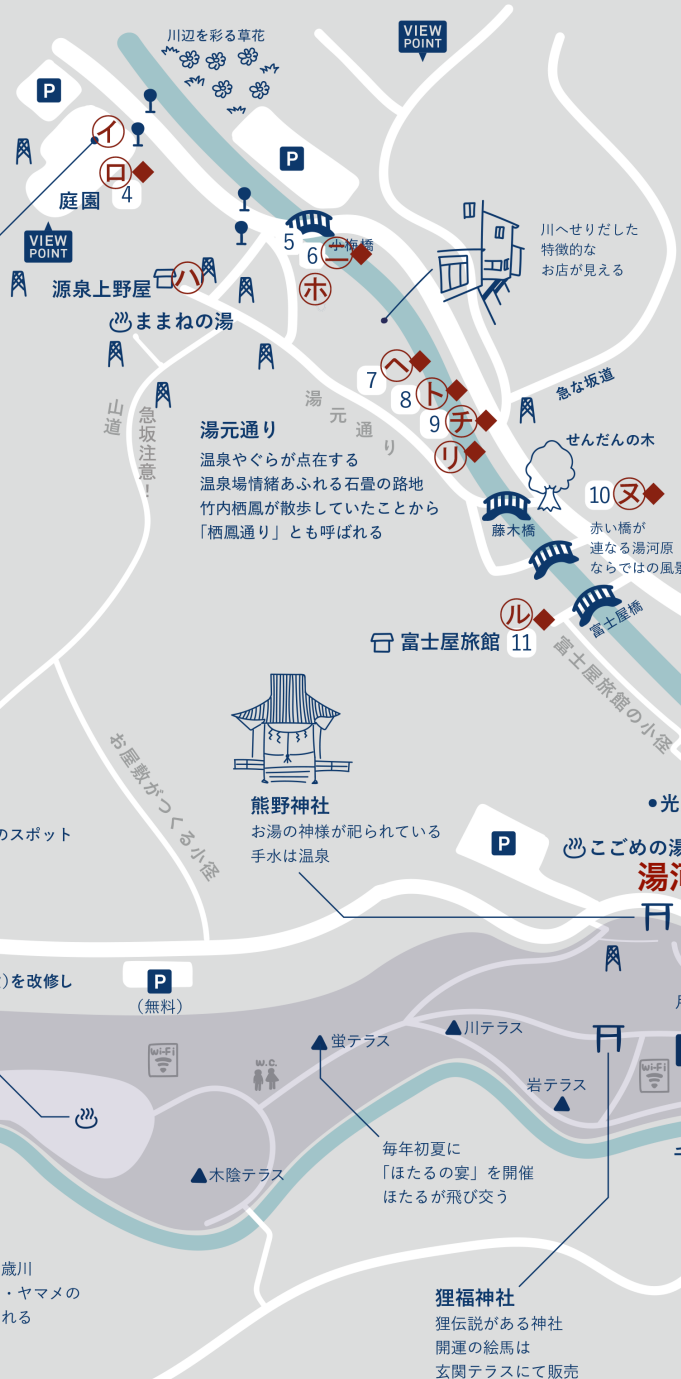 川辺を彩る草花
VIEW
POINT
P
イ
P
ロ
4
庭園
VIEW
POINT
5
小梅橋
6
ニ
川へせりだした
特徴的な
お店が見える
ハ
源泉上野屋
ホ
ままねの湯
ヘ
7
ト
8
急な坂道
チ
9
リ
山道
急坂注意！
湯元通り
湯元通り
温泉やぐらが点在する
温泉場情緒あふれる石畳の路地
竹内栖鳳が散歩していたことから
「栖鳳通り」とも呼ばれる
せんだんの木
10
ヌ
藤木橋
赤い橋が
連なる湯河原
ならではの風景
ル
富士屋橋
富士屋旅館
11
富士屋旅館の小径
お屋敷がつくる小径
熊野神社
お湯の神様が祀られている
手水は温泉
のスポット
●光
P
こごめの湯
湯河
)を改修し
P
(無料)
Wi-Fi
W.C.
蛍テラス
川テラス
岩テラス
Wi-Fi
木陰テラス
毎年初夏に
「ほたるの宴」を開催
ほたるが飛び交う
歳川
・ヤマメの
れる
狸福神社
狸伝説がある神社
開運の絵馬は
玄関テラスにて販売